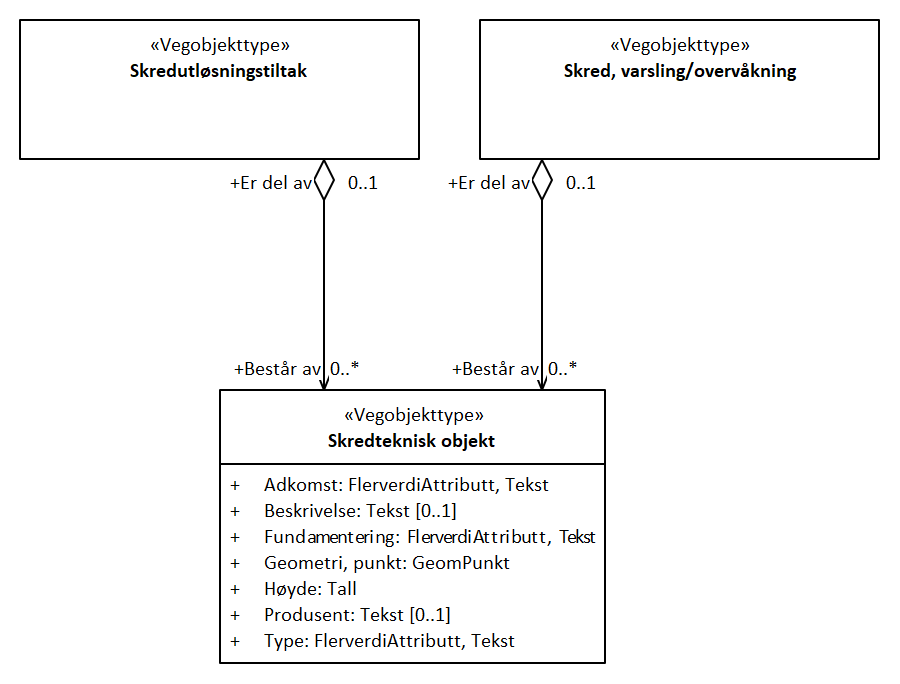 «Vegobjekttype»
Skredutløsningstiltak
«Vegobjekttype»
Skred, varsling/overvåkning
+Er del av 0..1
+Er del av 0..1
+Består av 0..*
+Består av 0..*
«Vegobjekttype»
Skredteknisk objekt
+ Adkomst: FlerverdiAttributt, Tekst
+ Beskrivelse: Tekst [0..1]
+ Fundamentering: FlerverdiAttributt, Tekst
+ Geometri, punkt: GeomPunkt
+ Høyde: Tall
+ Produsent: Tekst [0..1]
+ Type: FlerverdiAttributt, Tekst